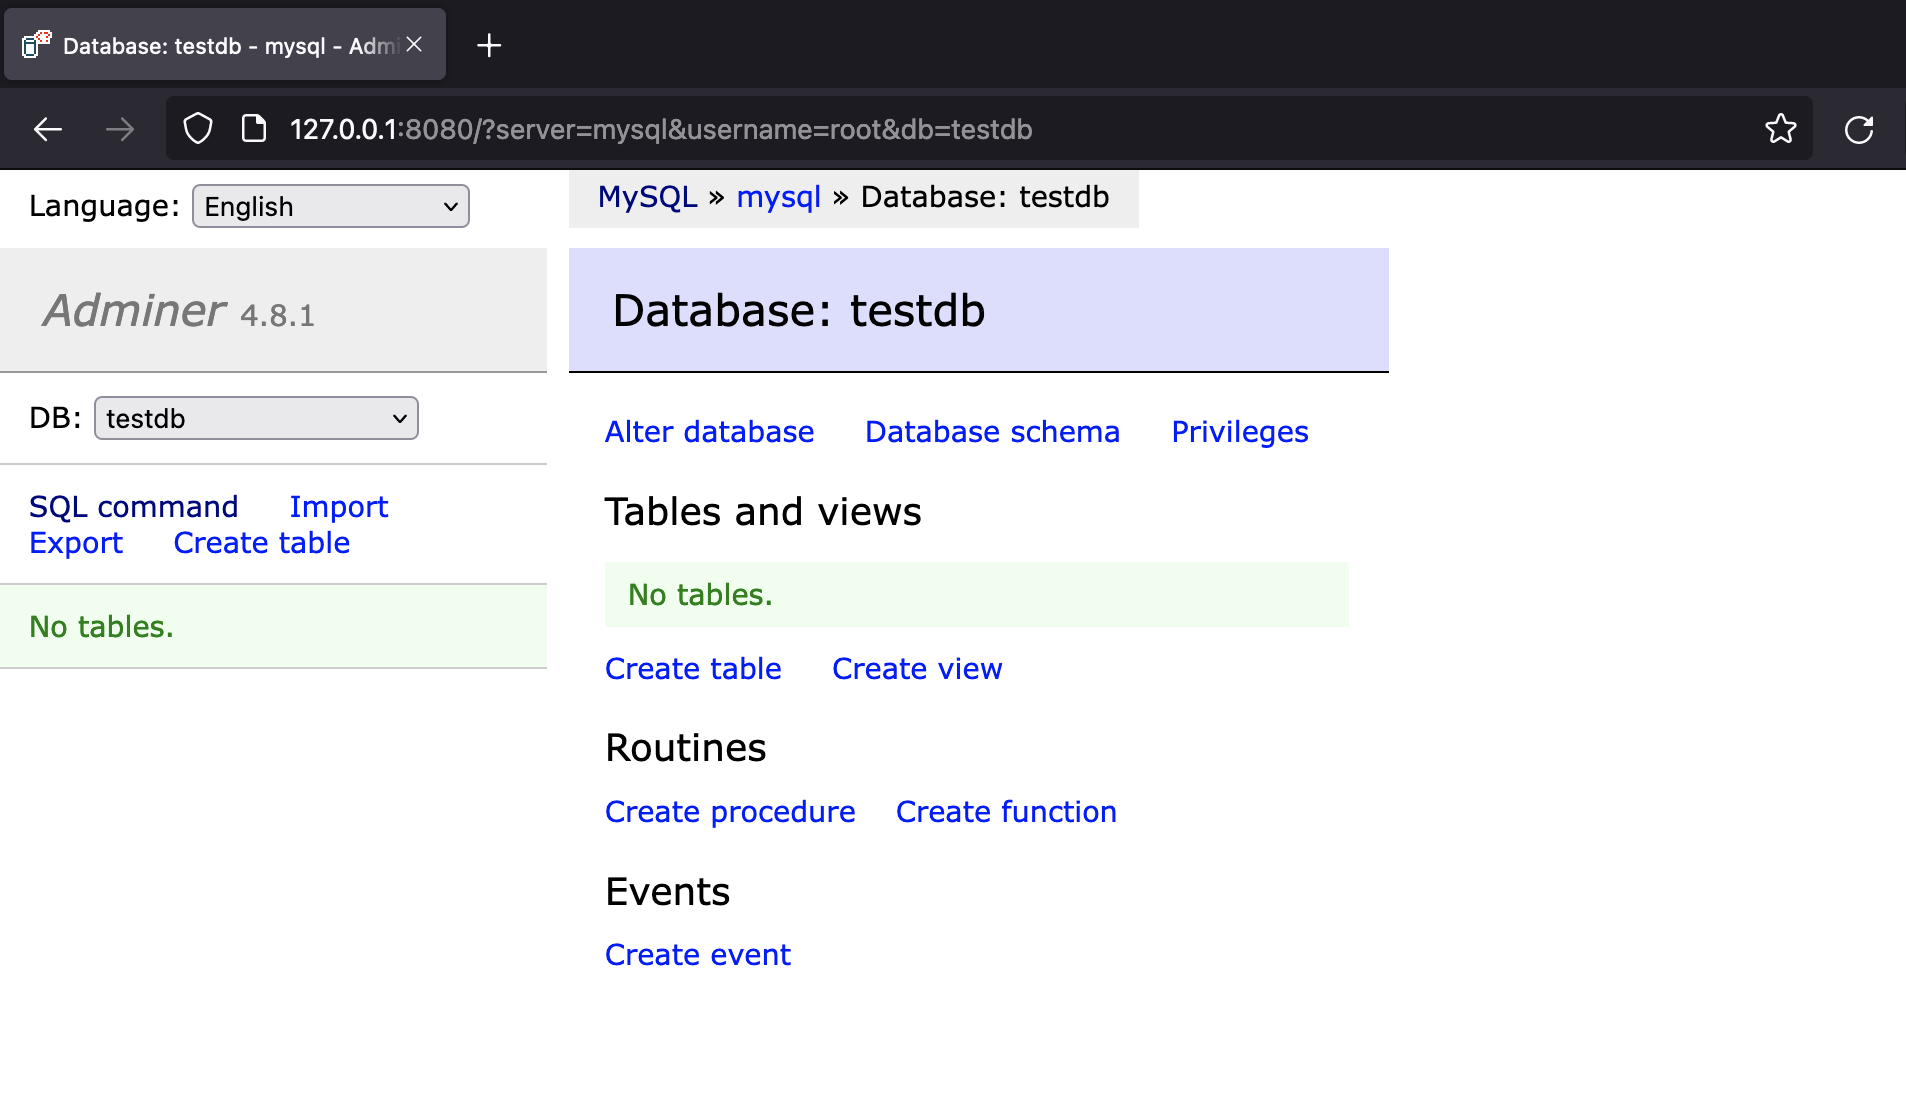 Database: testdb - mysql - Admi
127.0.0.1:8080/?server=mysql&username=root&db=testdb
Language: English
MySQL » mysql » Database: testdb
Adminer 4.8.1
Database: testdb
DB: testdb
Alter database Database schema Privileges
SQL command Import
Export Create table
No tables.
Tables and views
No tables.
Create table Create view
Routines
Create procedure Create function
Events
Create event